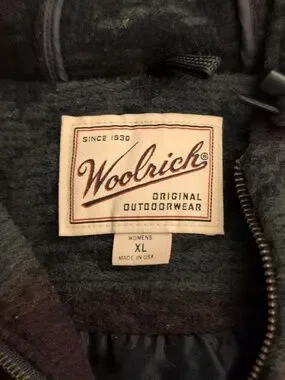 SINCE 1830
Woolrich®
ORIGINAL
OUTDOORWEAR
WOMENS
XL
MADE IN USA